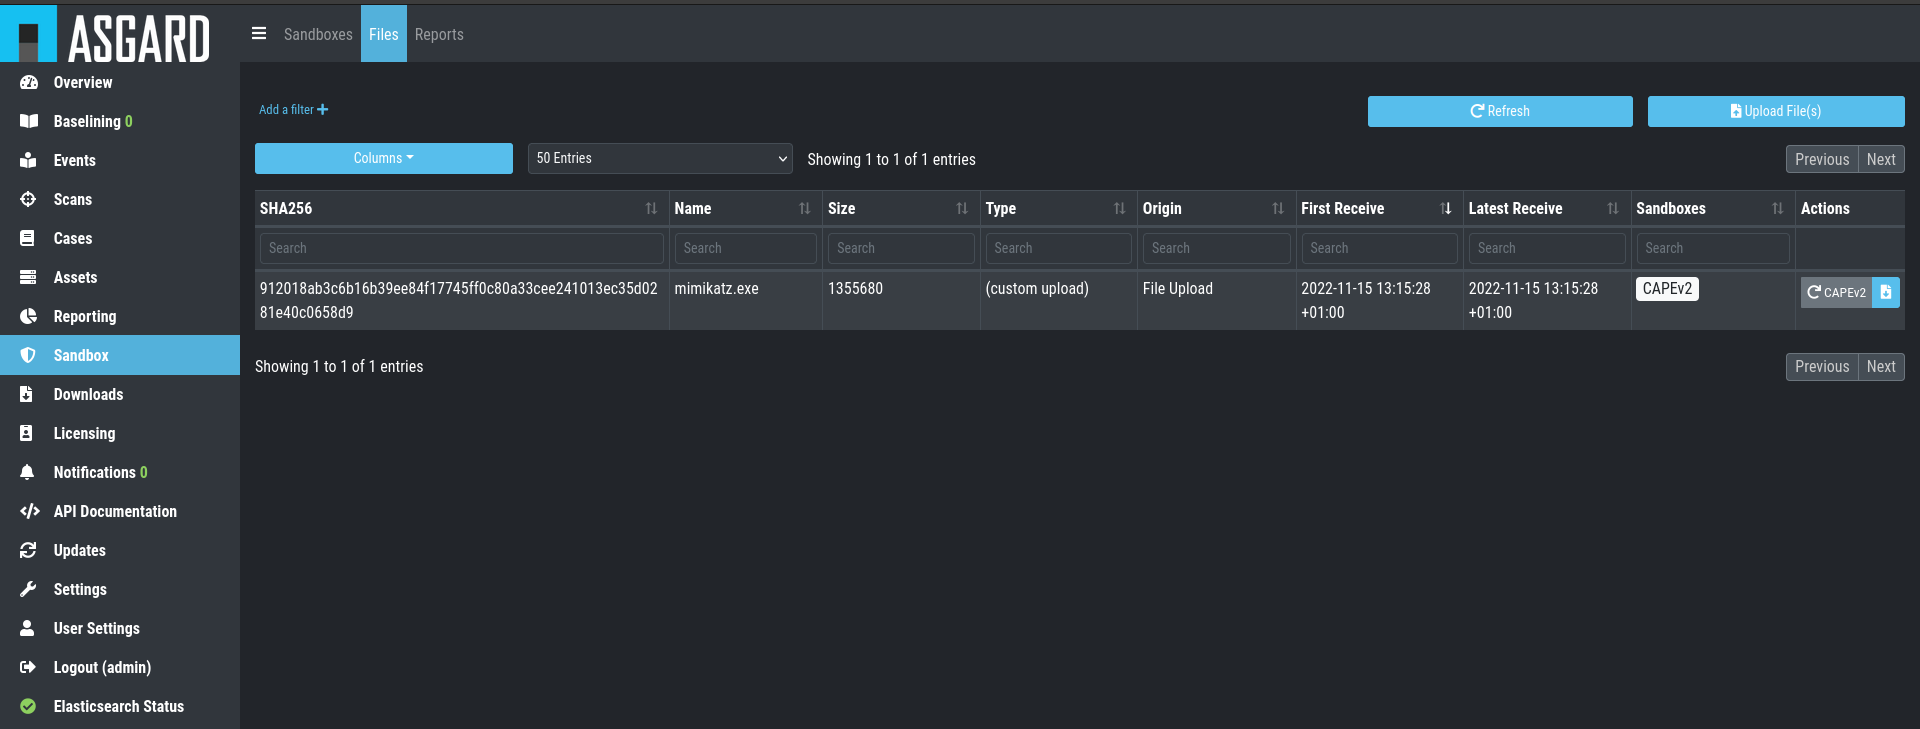 ASGARD
Sandboxes Files Reports
Overview
Baselining 0
Events
Scans
Cases
Assets
Reporting
Sandbox
Downloads
Licensing
Notifications 0
API Documentation
Updates
Settings
User Settings
Logout (admin)
Elasticsearch Status
Add a filter
Refresh
Upload File(s)
Columns
50 Entries
Showing 1 to 1 of 1 entries
Previous Next
SHA256 Name Size Type Origin First Receive Latest Receive Sandboxes Actions
Search Search Search Search Search Search Search Search
912018ab3c6b16b39ee84f17745ff0c80a33cee241013ec35d02 mimikatz.exe 1355680 (custom upload) File Upload 2022-11-15 13:15:28 2022-11-15 13:15:28 CAPEv2 CAPEv2
81e40c0658d9 +01:00 +01:00
Showing 1 to 1 of 1 entries
Previous Next